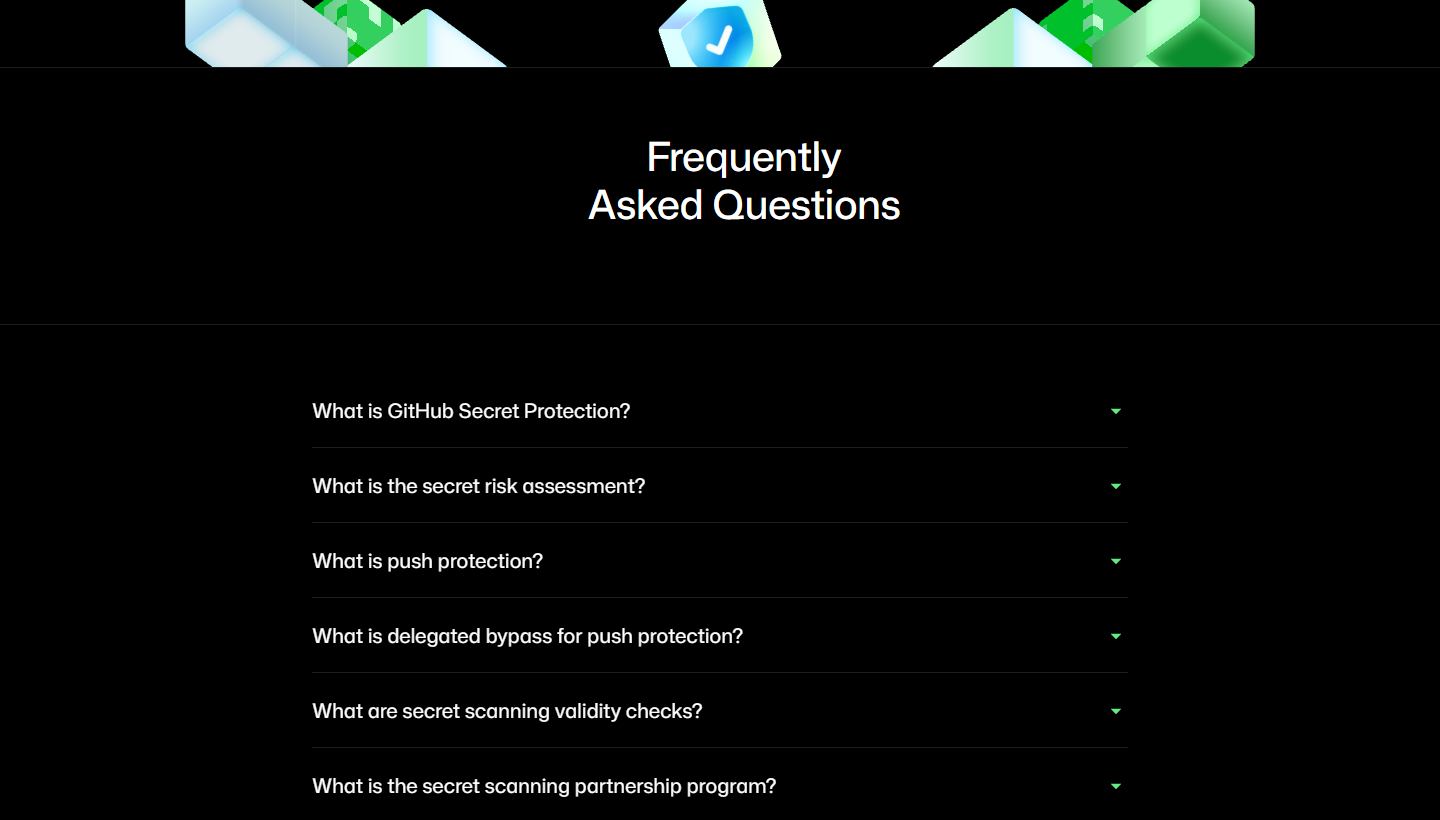 Frequently
Asked Questions
What is GitHub Secret Protection?
What is the secret risk assessment?
What is push protection?
What is delegated bypass for push protection?
What are secret scanning validity checks?
What is the secret scanning partnership program?